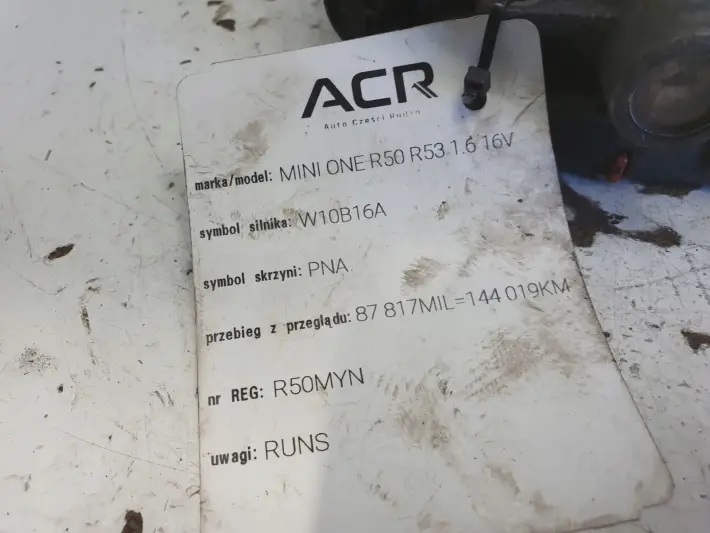 ACR
Auto Części Rudno
marka/model: MINI ONE R50 R53 1.6 16V
symbol silnika: W10B16A
symbol skrzyni: PNA
przebieg z przeglądu: 87 817MIL=144 019KM
nr REG: R50MYN
uwagi: RUNS